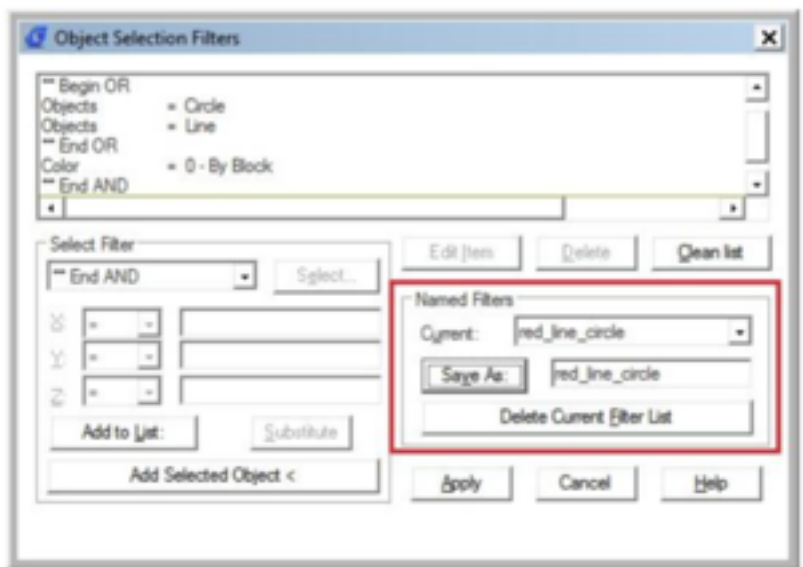 Object Selection Filters
** Begin OR
Objects = Circle
Objects = Line
** End OR
Color = 0 - By Block
** End AND
Select Filter
** End AND
Select...
X: =
Y: =
Z: =
Add to List:
Substitute
Add Selected Object <
Edit Item
Delete
Clean list
Named Filters
Current: red_line_circle
Save As: red_line_circle
Delete Current Filter List
Apply
Cancel
Help